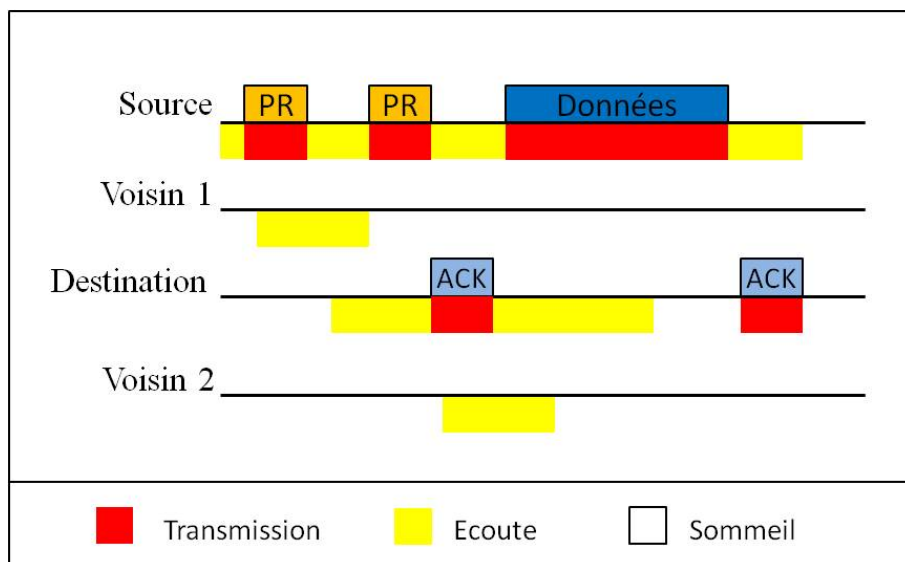 Source PR PR Données
Voisin 1
Destination ACK ACK
Voisin 2
Transmission Ecoute Sommeil